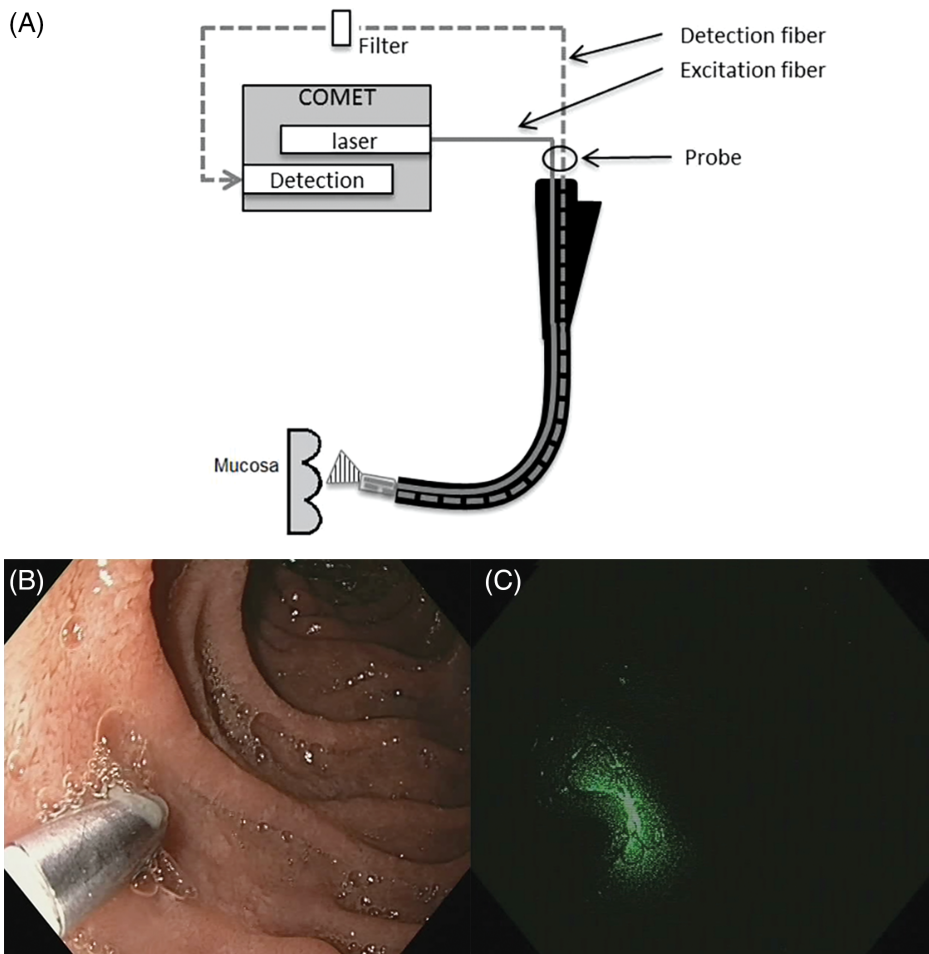 (A)
Filter
Detection fiber
Excitation fiber
COMET
laser
Probe
Detection
Mucosa
(B)
(C)